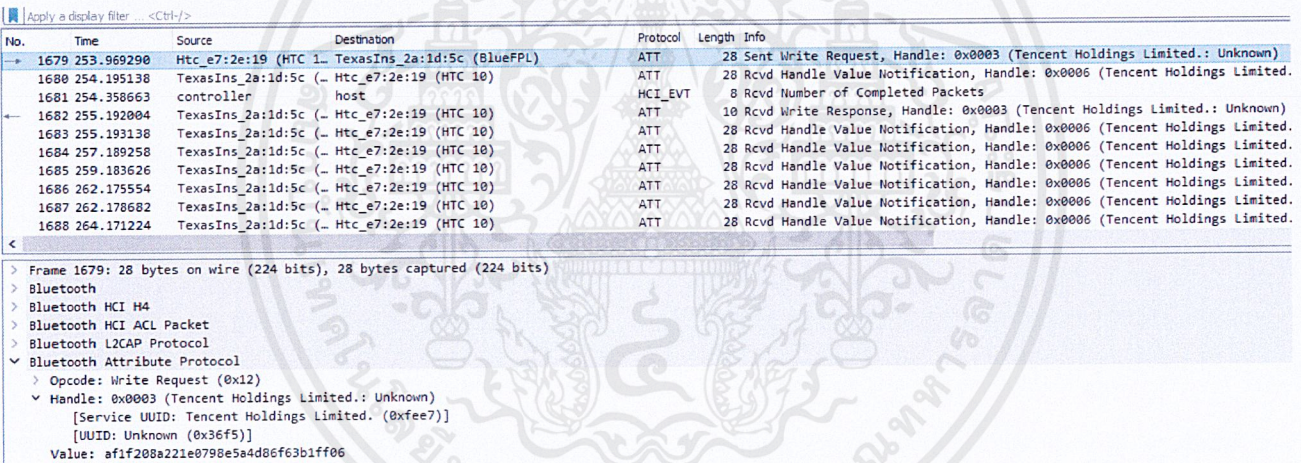 Apply a display filter ... <Ctrl-/>
No. Time Source Destination Protocol Length Info
1679 253.969290 Htc_e7:2e:19 (HTC 1… TexasIns_2a:1d:5c (BlueFPL) ATT 28 Sent Write Request, Handle: 0x0003 (Tencent Holdings Limited.: Unknown)
1680 254.195138 TexasIns_2a:1d:5c (… Htc_e7:2e:19 (HTC 10) ATT 28 Rcvd Handle Value Notification, Handle: 0x0006 (Tencent Holdings Limited.
1681 254.358663 controller host HCI_EVT 8 Rcvd Number of Completed Packets
1682 255.192004 TexasIns_2a:1d:5c (… Htc_e7:2e:19 (HTC 10) ATT 10 Rcvd Write Response, Handle: 0x0003 (Tencent Holdings Limited.: Unknown)
1683 255.193138 TexasIns_2a:1d:5c (… Htc_e7:2e:19 (HTC 10) ATT 28 Rcvd Handle Value Notification, Handle: 0x0006 (Tencent Holdings Limited.
1684 257.189258 TexasIns_2a:1d:5c (… Htc_e7:2e:19 (HTC 10) ATT 28 Rcvd Handle Value Notification, Handle: 0x0006 (Tencent Holdings Limited.
1685 259.183626 TexasIns_2a:1d:5c (… Htc_e7:2e:19 (HTC 10) ATT 28 Rcvd Handle Value Notification, Handle: 0x0006 (Tencent Holdings Limited.
1686 262.175554 TexasIns_2a:1d:5c (… Htc_e7:2e:19 (HTC 10) ATT 28 Rcvd Handle Value Notification, Handle: 0x0006 (Tencent Holdings Limited.
1687 262.178682 TexasIns_2a:1d:5c (… Htc_e7:2e:19 (HTC 10) ATT 28 Rcvd Handle Value Notification, Handle: 0x0006 (Tencent Holdings Limited.
1688 264.171224 TexasIns_2a:1d:5c (… Htc_e7:2e:19 (HTC 10) ATT 28 Rcvd Handle Value Notification, Handle: 0x0006 (Tencent Holdings Limited.
Frame 1679: 28 bytes on wire (224 bits), 28 bytes captured (224 bits)
Bluetooth
Bluetooth HCI H4
Bluetooth HCI ACL Packet
Bluetooth L2CAP Protocol
Bluetooth Attribute Protocol
Opcode: Write Request (0x12)
Handle: 0x0003 (Tencent Holdings Limited.: Unknown)
[Service UUID: Tencent Holdings Limited. (0xfee7)]
[UUID: Unknown (0x36f5)]
Value: af1f208a221e0798e5a4d86f63b1ff06